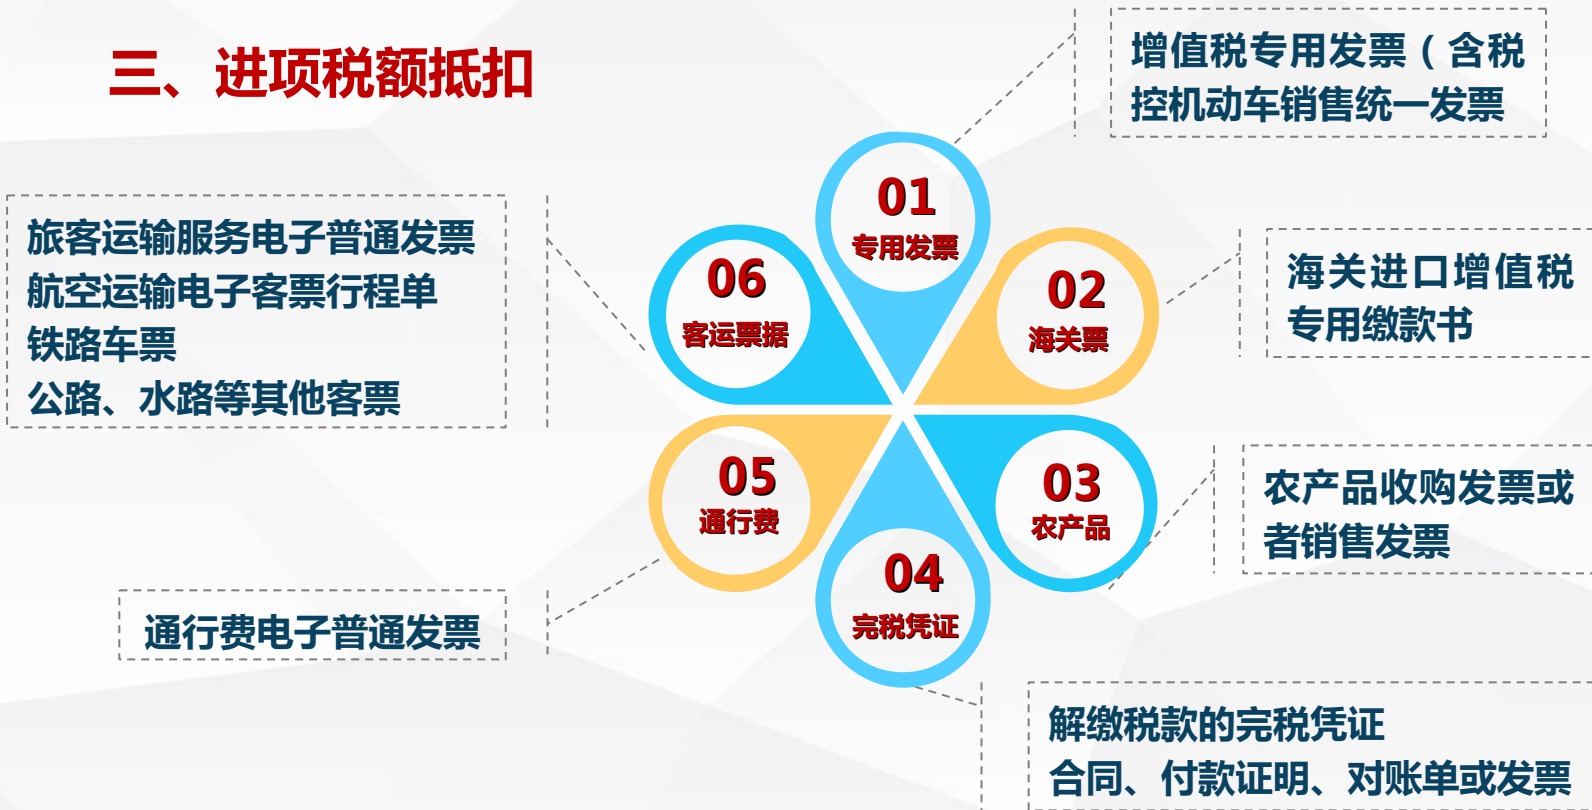 三、进项税额抵扣
增值税专用发票（含税
控机动车销售统一发票
01
专用发票
02
海关票
海关进口增值税
专用缴款书
03
农产品
农产品收购发票或
者销售发票
04
完税凭证
解缴税款的完税凭证
合同、付款证明、对账单或发票
05
通行费
通行费电子普通发票
06
客运票据
旅客运输服务电子普通发票
航空运输电子客票行程单
铁路车票
公路、水路等其他客票